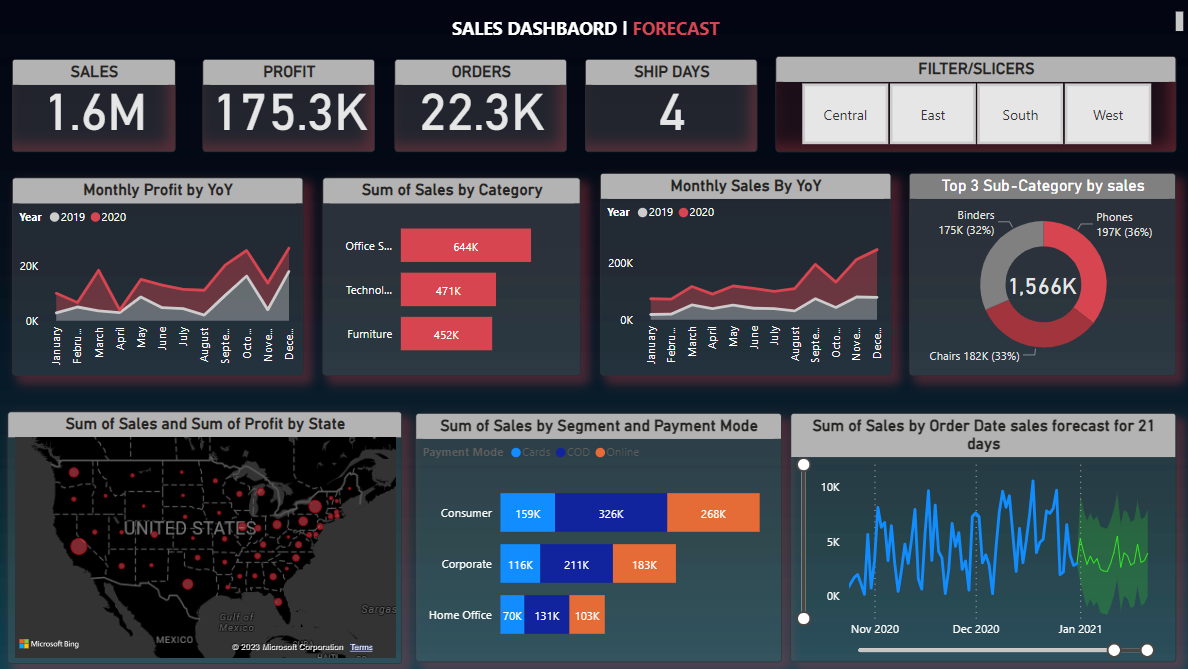 SALES DASHBAORD | FORECAST
SALES
1.6M
PROFIT
175.3K
ORDERS
22.3K
SHIP DAYS
4
FILTER/SLICERS
Central East South West
Monthly Profit by YoY
Year 2019 2020
20K
0K
January Febru... March April May June July August Septe... Octo... Nove... Dece...
Sum of Sales by Category
Office S... 644K
Technol... 471K
Furniture 452K
Monthly Sales By YoY
Year 2019 2020
200K
0K
January Febru... March April May June July August Septe... Octo... Nove... Dece...
Top 3 Sub-Category by sales
Binders
175K (32%)
Phones
197K (36%)
1,566K
Chairs 182K (33%)
Sum of Sales and Sum of Profit by State
UNITED STATES
Gulf of
Mexico
Sargas
MEXICO
Microsoft Bing
© 2023 Microsoft Corporation Terms
Sum of Sales by Segment and Payment Mode
Payment Mode Cards COD Online
Consumer 159K 326K 268K
Corporate 116K 211K 183K
Home Office 70K 131K 103K
Sum of Sales by Order Date sales forecast for 21
days
10K
5K
0K
Nov 2020 Dec 2020 Jan 2021